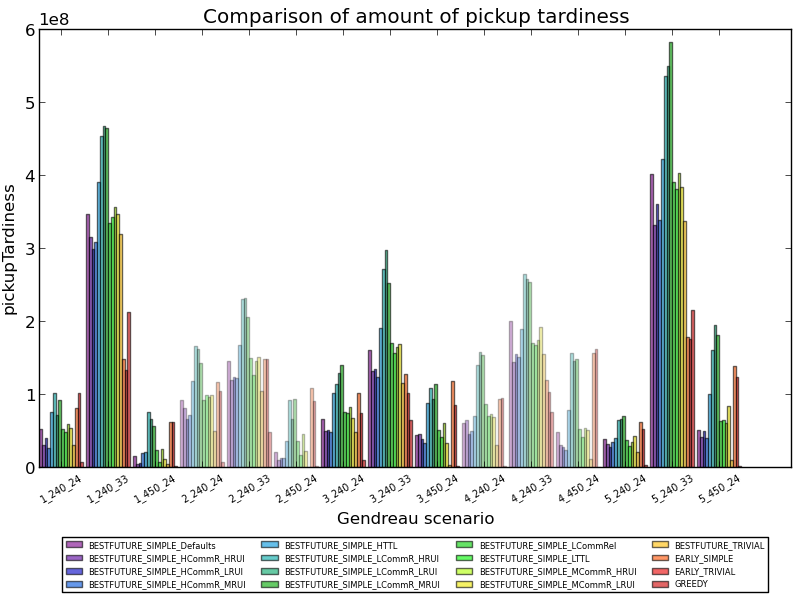 Comparison of amount of pickup tardiness
1e8
6
5
4
3
2
1
0
pickupTardiness
1_240_24
1_240_33
1_450_24
2_240_24
2_240_33
2_450_24
3_240_24
3_240_33
3_450_24
4_240_24
4_240_33
4_450_24
5_240_24
5_240_33
5_450_24
Gendreau scenario
BESTFUTURE_SIMPLE_Defaults
BESTFUTURE_SIMPLE_HCommR_HRUI
BESTFUTURE_SIMPLE_HCommR_LRUI
BESTFUTURE_SIMPLE_HCommR_MRUI
BESTFUTURE_SIMPLE_HTTL
BESTFUTURE_SIMPLE_LCommR_HRUI
BESTFUTURE_SIMPLE_LCommR_LRUI
BESTFUTURE_SIMPLE_LCommR_MRUI
BESTFUTURE_SIMPLE_LCommRel
BESTFUTURE_SIMPLE_LTTL
BESTFUTURE_SIMPLE_MCommR_HRUI
BESTFUTURE_SIMPLE_MCommR_LRUI
BESTFUTURE_TRIVIAL
EARLY_SIMPLE
EARLY_TRIVIAL
GREEDY